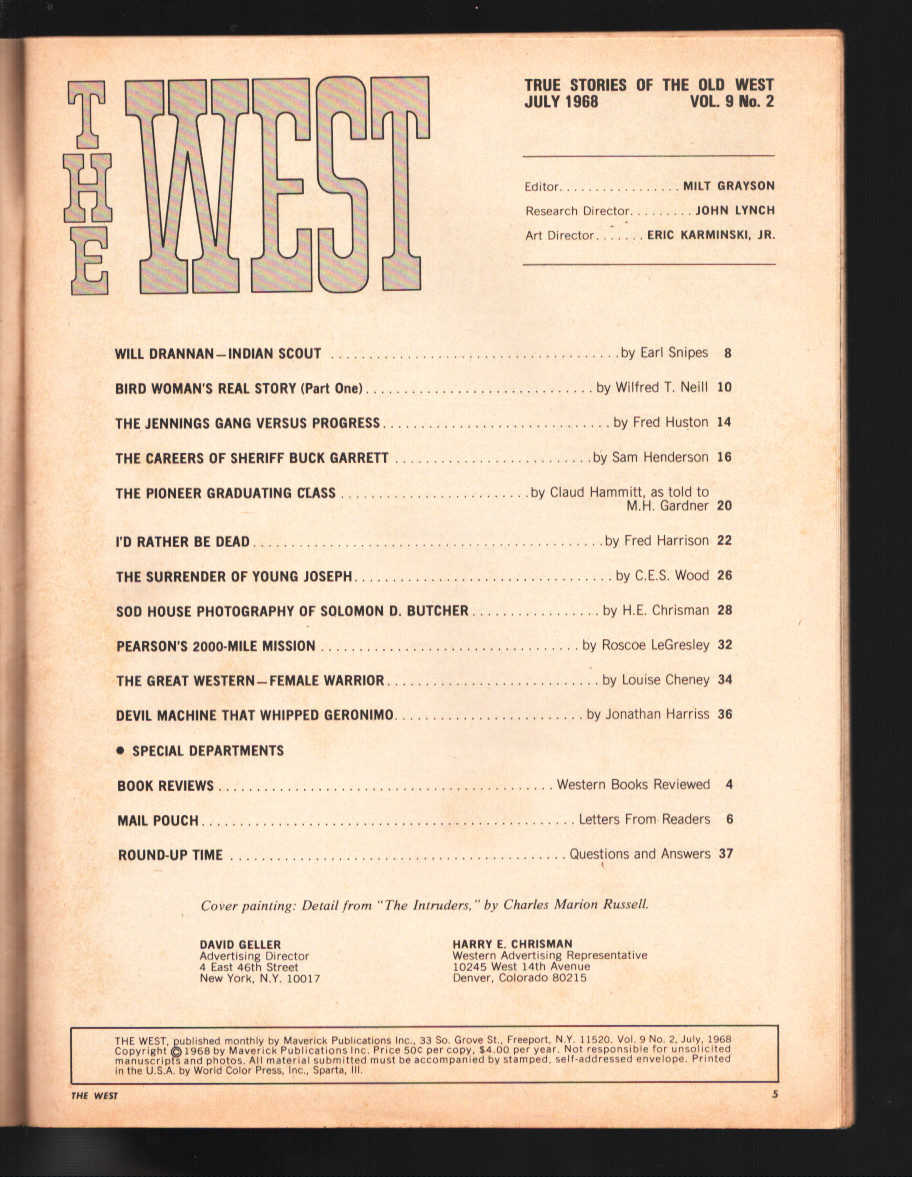 THE WEST
TRUE STORIES OF THE OLD WEST
JULY 1968 VOL. 9 No. 2
Editor. . . . . . . . . . . . . . . . . MILT GRAYSON
Research Director. . . . . . . . . JOHN LYNCH
Art Director. . . . . . . ERIC KARMINSKI, JR.
WILL DRANNAN—INDIAN SCOUT . . . . . . . . . . . . . . . . . . . . by Earl Snipes 8
BIRD WOMAN'S REAL STORY (Part One) . . . . . . . . . . . . . . . . . . . . by Wilfred T. Neill 10
THE JENNINGS GANG VERSUS PROGRESS . . . . . . . . . . . . . . . . . . . . by Fred Huston 14
THE CAREERS OF SHERIFF BUCK GARRETT . . . . . . . . . . . . . . . . . . . . by Sam Henderson 16
THE PIONEER GRADUATING CLASS . . . . . . . . . . . . . . . . . . . . by Claud Hammitt, as told to
M.H. Gardner 20
I'D RATHER BE DEAD . . . . . . . . . . . . . . . . . . . . by Fred Harrison 22
THE SURRENDER OF YOUNG JOSEPH . . . . . . . . . . . . . . . . . . . . by C.E.S. Wood 26
SOD HOUSE PHOTOGRAPHY OF SOLOMON D. BUTCHER . . . . . . . . . . . . . . . . . by H.E. Chrisman 28
PEARSON'S 2000-MILE MISSION . . . . . . . . . . . . . . . . . . . . by Roscoe LeGresley 32
THE GREAT WESTERN—FEMALE WARRIOR . . . . . . . . . . . . . . . . . . . . by Louise Cheney 34
DEVIL MACHINE THAT WHIPPED GERONIMO . . . . . . . . . . . . . . . . . . . . by Jonathan Harriss 36
● SPECIAL DEPARTMENTS
BOOK REVIEWS . . . . . . . . . . . . . . . . . . . . Western Books Reviewed 4
MAIL POUCH . . . . . . . . . . . . . . . . . . . . Letters From Readers 6
ROUND-UP TIME . . . . . . . . . . . . . . . . . . . . Questions and Answers 37
Cover painting: Detail from "The Intruders," by Charles Marion Russell.
DAVID GELLER
Advertising Director
4 East 46th Street
New York, N.Y. 10017
HARRY E. CHRISMAN
Western Advertising Representative
10245 West 14th Avenue
Denver, Colorado 80215
THE WEST, published monthly by Maverick Publications Inc., 33 So. Grove St., Freeport, N.Y. 11520. Vol. 9 No. 2, July, 1968
Copyright © 1968 by Maverick Publications Inc. Price 50C per copy, $4.00 per year. Not responsible for unsolicited
manuscripts and photos. All material submitted must be accompanied by stamped, self-addressed envelope. Printed
in the U.S.A. by World Color Press, Inc., Sparta, Ill.
THE WEST 5